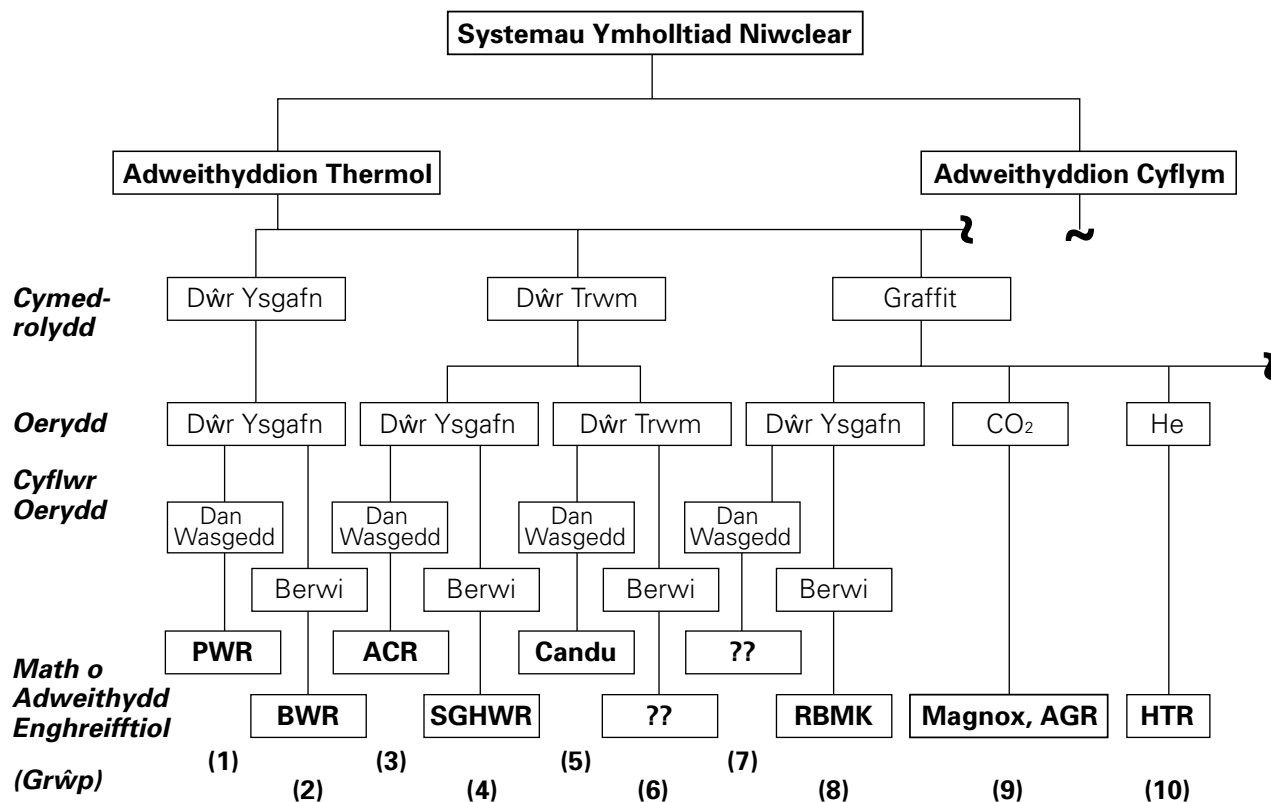 Systemau Ymholltiad Niwclear
Adweithyddion Thermol
Adweithyddion Cyflym
Cymed-
rolydd
Dŵr Ysgafn
Dŵr Trwm
Graffit
Oerydd
Dŵr Ysgafn
Dŵr Ysgafn
Dŵr Trwm
Dŵr Ysgafn
CO₂
He
Cyflwr
Oerydd
Dan
Wasgedd
Dan
Wasgedd
Dan
Wasgedd
Dan
Wasgedd
Berwi
Berwi
Berwi
Berwi
Math o
Adweithydd
Enghreifftiol
PWR
ACR
Candu
??
BWR
SGHWR
??
RBMK
Magnox, AGR
HTR
(Grŵp)
(1)
(2)
(3)
(4)
(5)
(6)
(7)
(8)
(9)
(10)